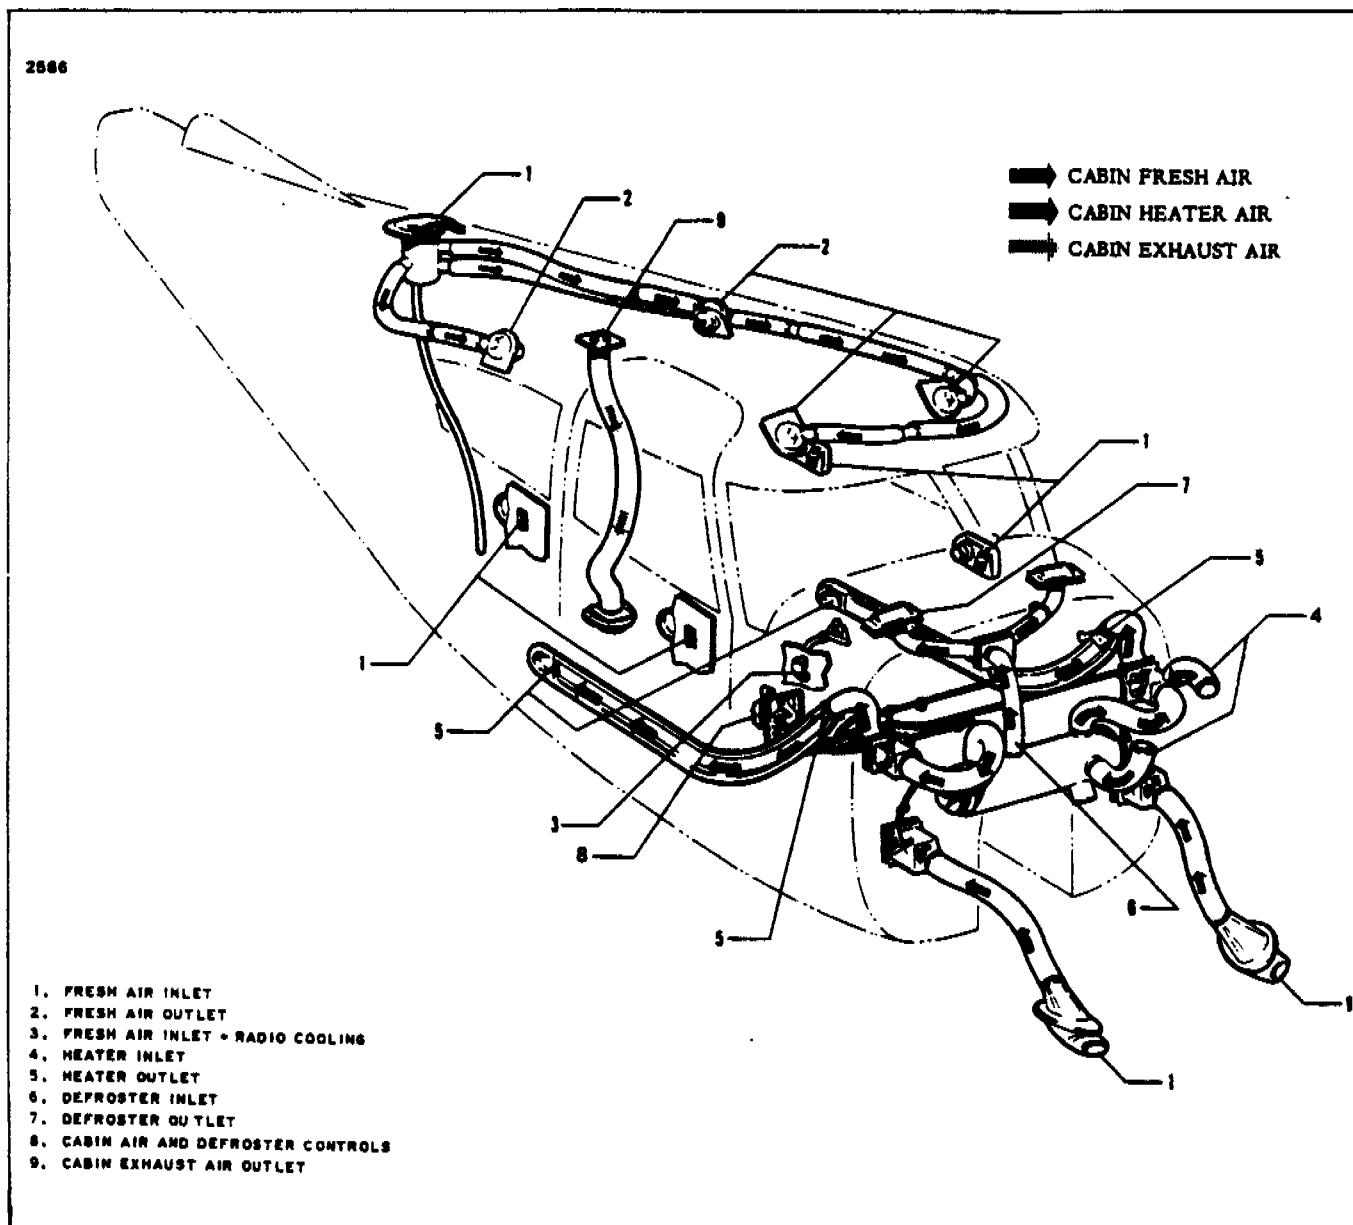 2586
1
2
9
2
CABIN FRESH AIR
CABIN HEATER AIR
CABIN EXHAUST AIR
2
1
7
5
4
1
5
3
8
5
6
9
1
1. FRESH AIR INLET
2. FRESH AIR OUTLET
3. FRESH AIR INLET - RADIO COOLING
4. HEATER INLET
5. HEATER OUTLET
6. DEFROSTER INLET
7. DEFROSTER OUTLET
8. CABIN AIR AND DEFROSTER CONTROLS
9. CABIN EXHAUST AIR OUTLET